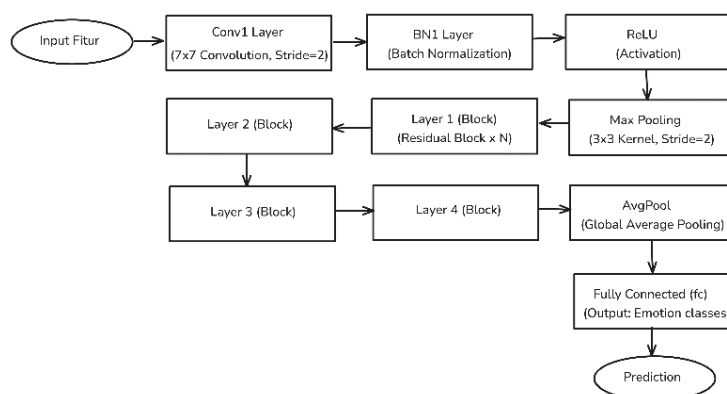 Input Fitur
Conv1 Layer
(7x7 Convolution, Stride=2)
BN1 Layer
(Batch Normalization)
ReLU
(Activation)
Max Pooling
(3x3 Kernel, Stride=2)
Layer 1 (Block)
(Residual Block x N)
Layer 2 (Block)
Layer 3 (Block)
Layer 4 (Block)
AvgPool
(Global Average Pooling)
Fully Connected (fc)
(Output: Emotion classes
Prediction